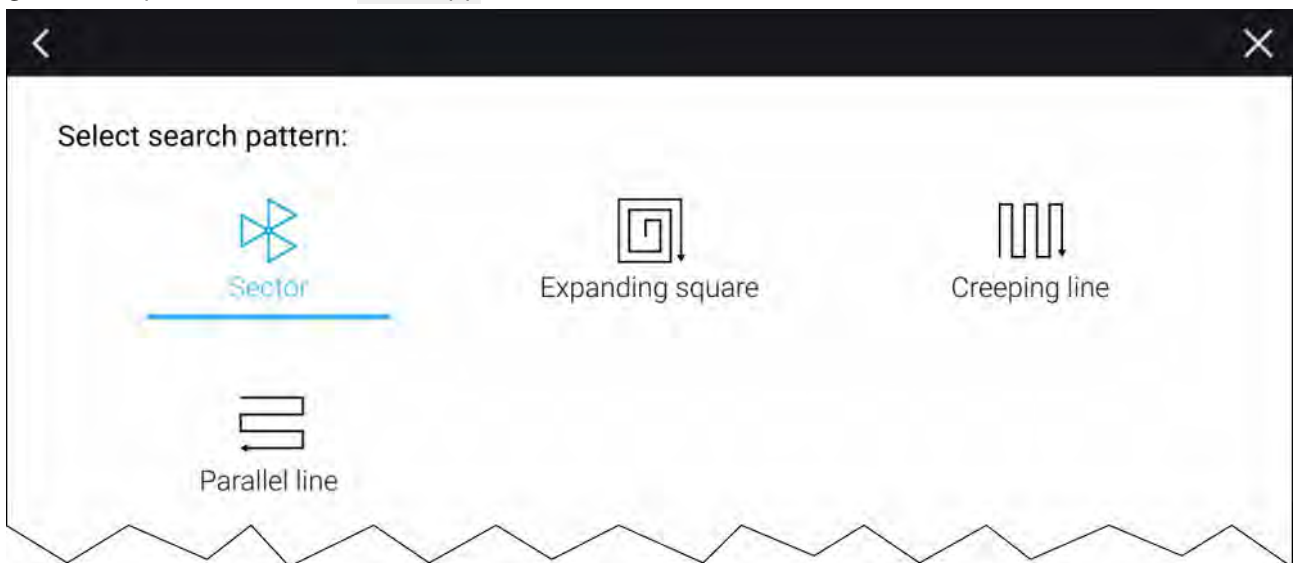 Select search pattern:
Sector
Expanding square
Creeping line
Parallel line